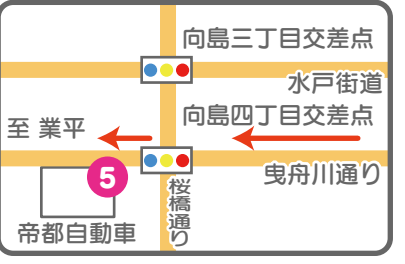 向島三丁目交差点
水戸街道
向島四丁目交差点
至 業平
曳舟川通り
5
桜橋通り
帝都自動車